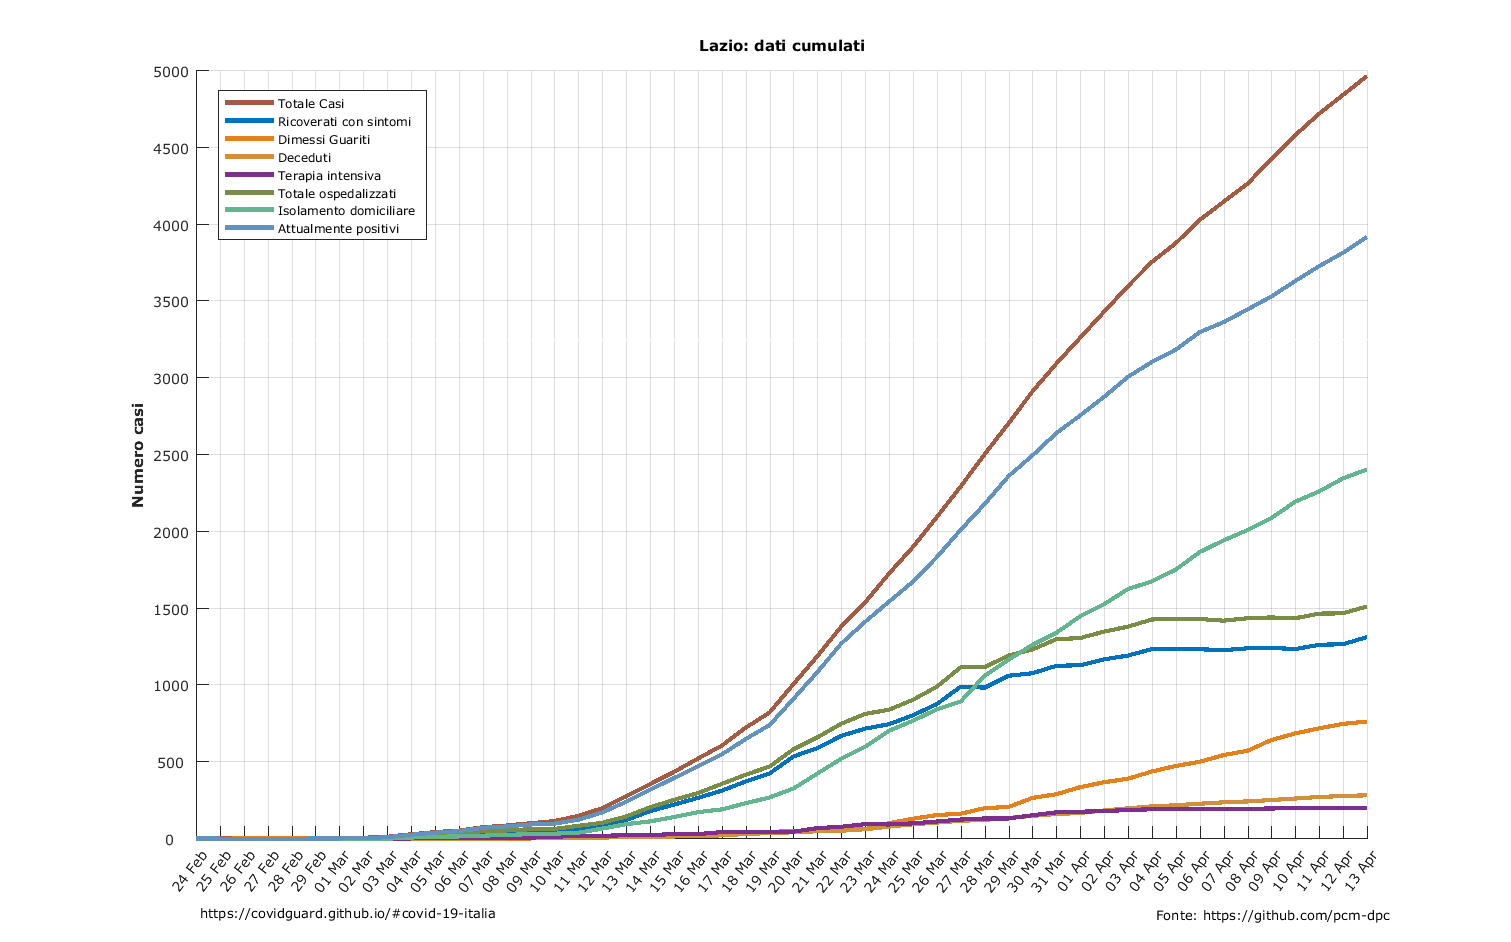 Lazio: dati cumulati
5000
4500
4000
3500
3000
2500
2000
1500
1000
500
0
Numero casi
Totale Casi
Ricoverati con sintomi
Dimessi Guariti
Deceduti
Terapia intensiva
Totale ospedalizzati
Isolamento domiciliare
Attualmente positivi
24 Feb
25 Feb
26 Feb
27 Feb
28 Feb
29 Feb
01 Mar
02 Mar
03 Mar
04 Mar
05 Mar
06 Mar
07 Mar
08 Mar
09 Mar
10 Mar
11 Mar
12 Mar
13 Mar
14 Mar
15 Mar
16 Mar
17 Mar
18 Mar
19 Mar
20 Mar
21 Mar
22 Mar
23 Mar
24 Mar
25 Mar
26 Mar
27 Mar
28 Mar
29 Mar
30 Mar
31 Mar
01 Apr
02 Apr
03 Apr
04 Apr
05 Apr
06 Apr
07 Apr
08 Apr
09 Apr
10 Apr
11 Apr
12 Apr
13 Apr
https://covidguard.github.io/#covid-19-italia
Fonte: https://github.com/pcm-dpc